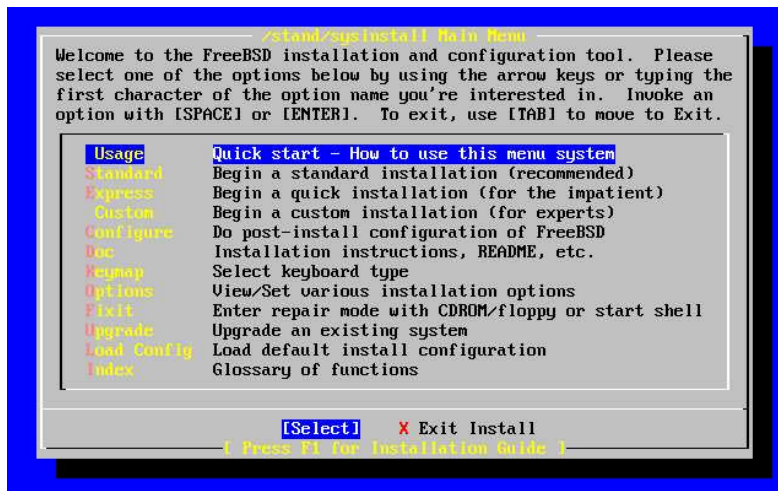 /stand/sysinstall Main Menu
Welcome to the FreeBSD installation and configuration tool.  Please
select one of the options below by using the arrow keys or typing the
first character of the option name you're interested in.  Invoke an
option with [SPACE] or [ENTER].  To exit, use [TAB] to move to Exit.
Usage Quick start - How to use this menu system
Standard Begin a standard installation (recommended)
Express Begin a quick installation (for the impatient)
Custom Begin a custom installation (for experts)
Configure Do post-install configuration of FreeBSD
Doc Installation instructions, README, etc.
Keymap Select keyboard type
Options View/Set various installation options
Fixit Enter repair mode with CDROM/floppy or start shell
Upgrade Upgrade an existing system
Load Config Load default install configuration
Index Glossary of functions
[Select] X Exit Install
[ Press F1 for Installation Guide ]